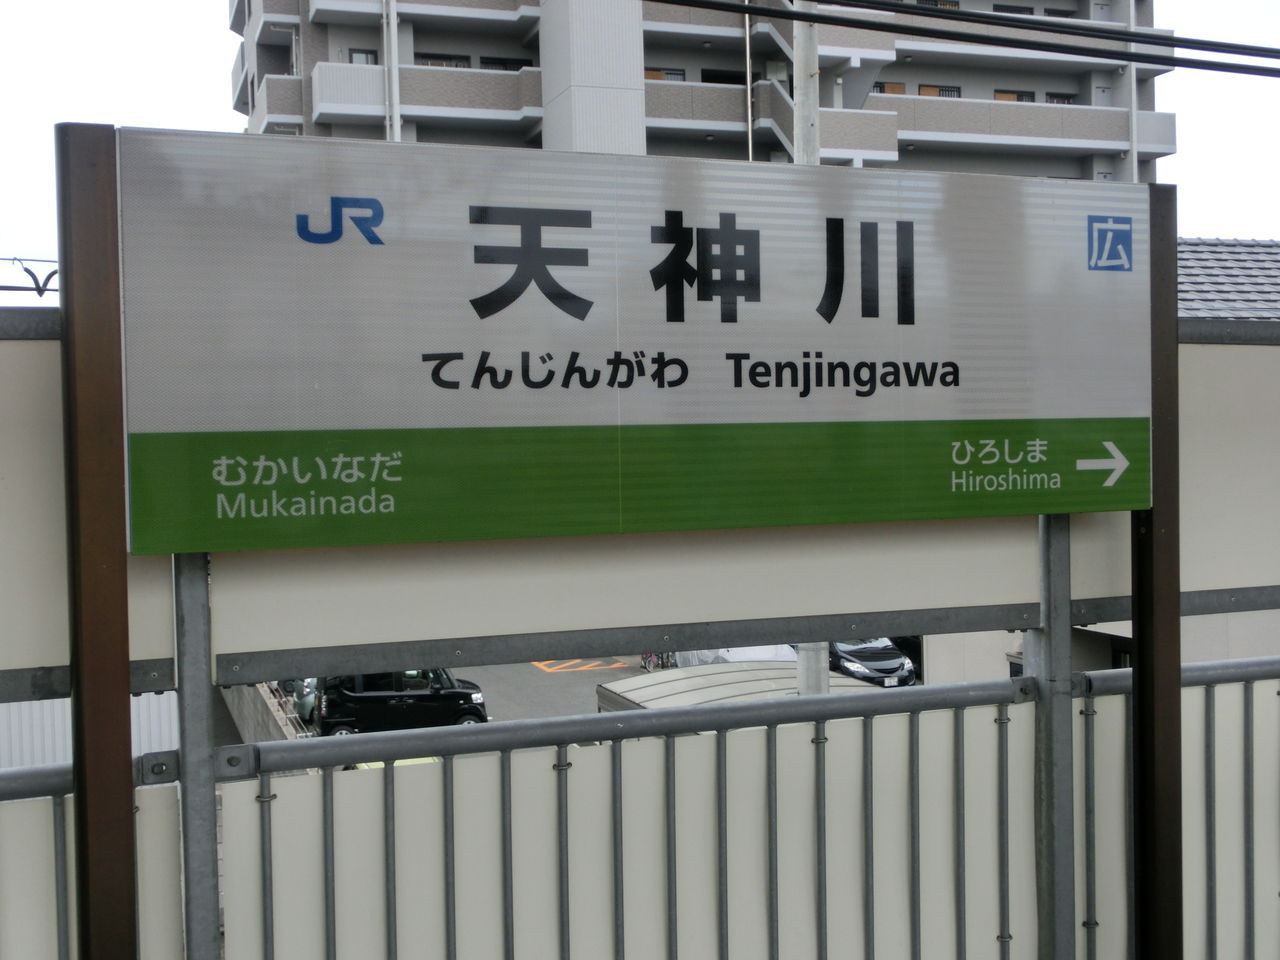 JR 天神川 広
てんじんがわ Tenjingawa
むかいなだ
Mukainada
ひろしま →
Hiroshima